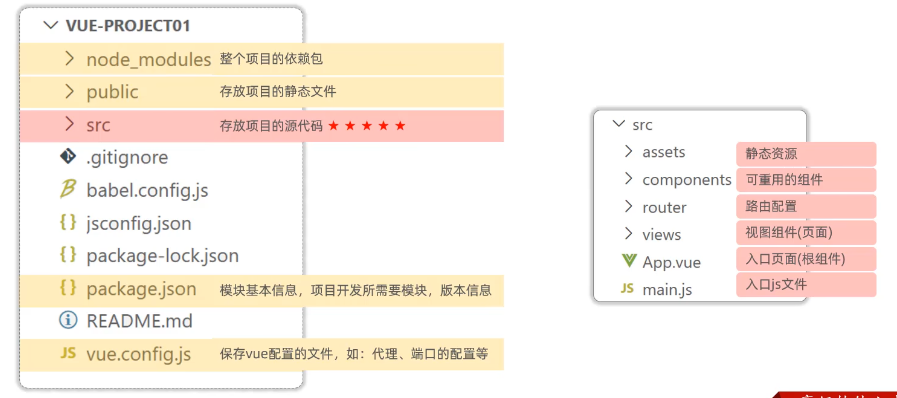 VUE-PROJECT01
node_modules 整个项目的依赖包
public 存放项目的静态文件
src 存放项目的源代码 ★ ★ ★ ★ ★
.gitignore
babel.config.js
{} jsconfig.json
{} package-lock.json
{} package.json 模块基本信息，项目开发所需要模块，版本信息
README.md
JS vue.config.js 保存vue配置的文件，如：代理、端口的配置等
src
assets 静态资源
components 可重用的组件
router 路由配置
views 视图组件(页面)
App.vue 入口页面(根组件)
JS main.js 入口js文件